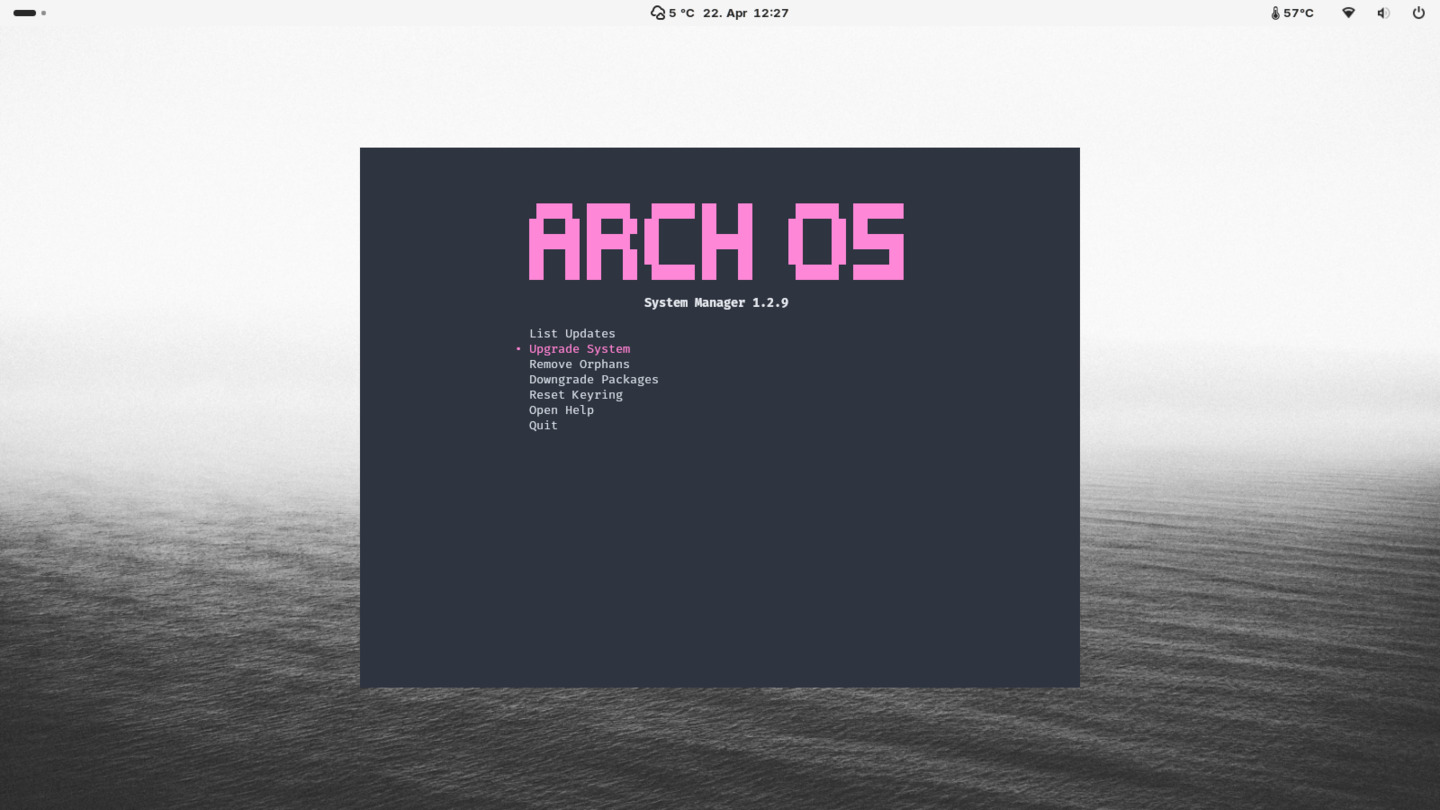 5 °C 22. Apr 12:27
57°C
ARCH OS
System Manager 1.2.9
List Updates
• Upgrade System
Remove Orphans
Downgrade Packages
Reset Keyring
Open Help
Quit